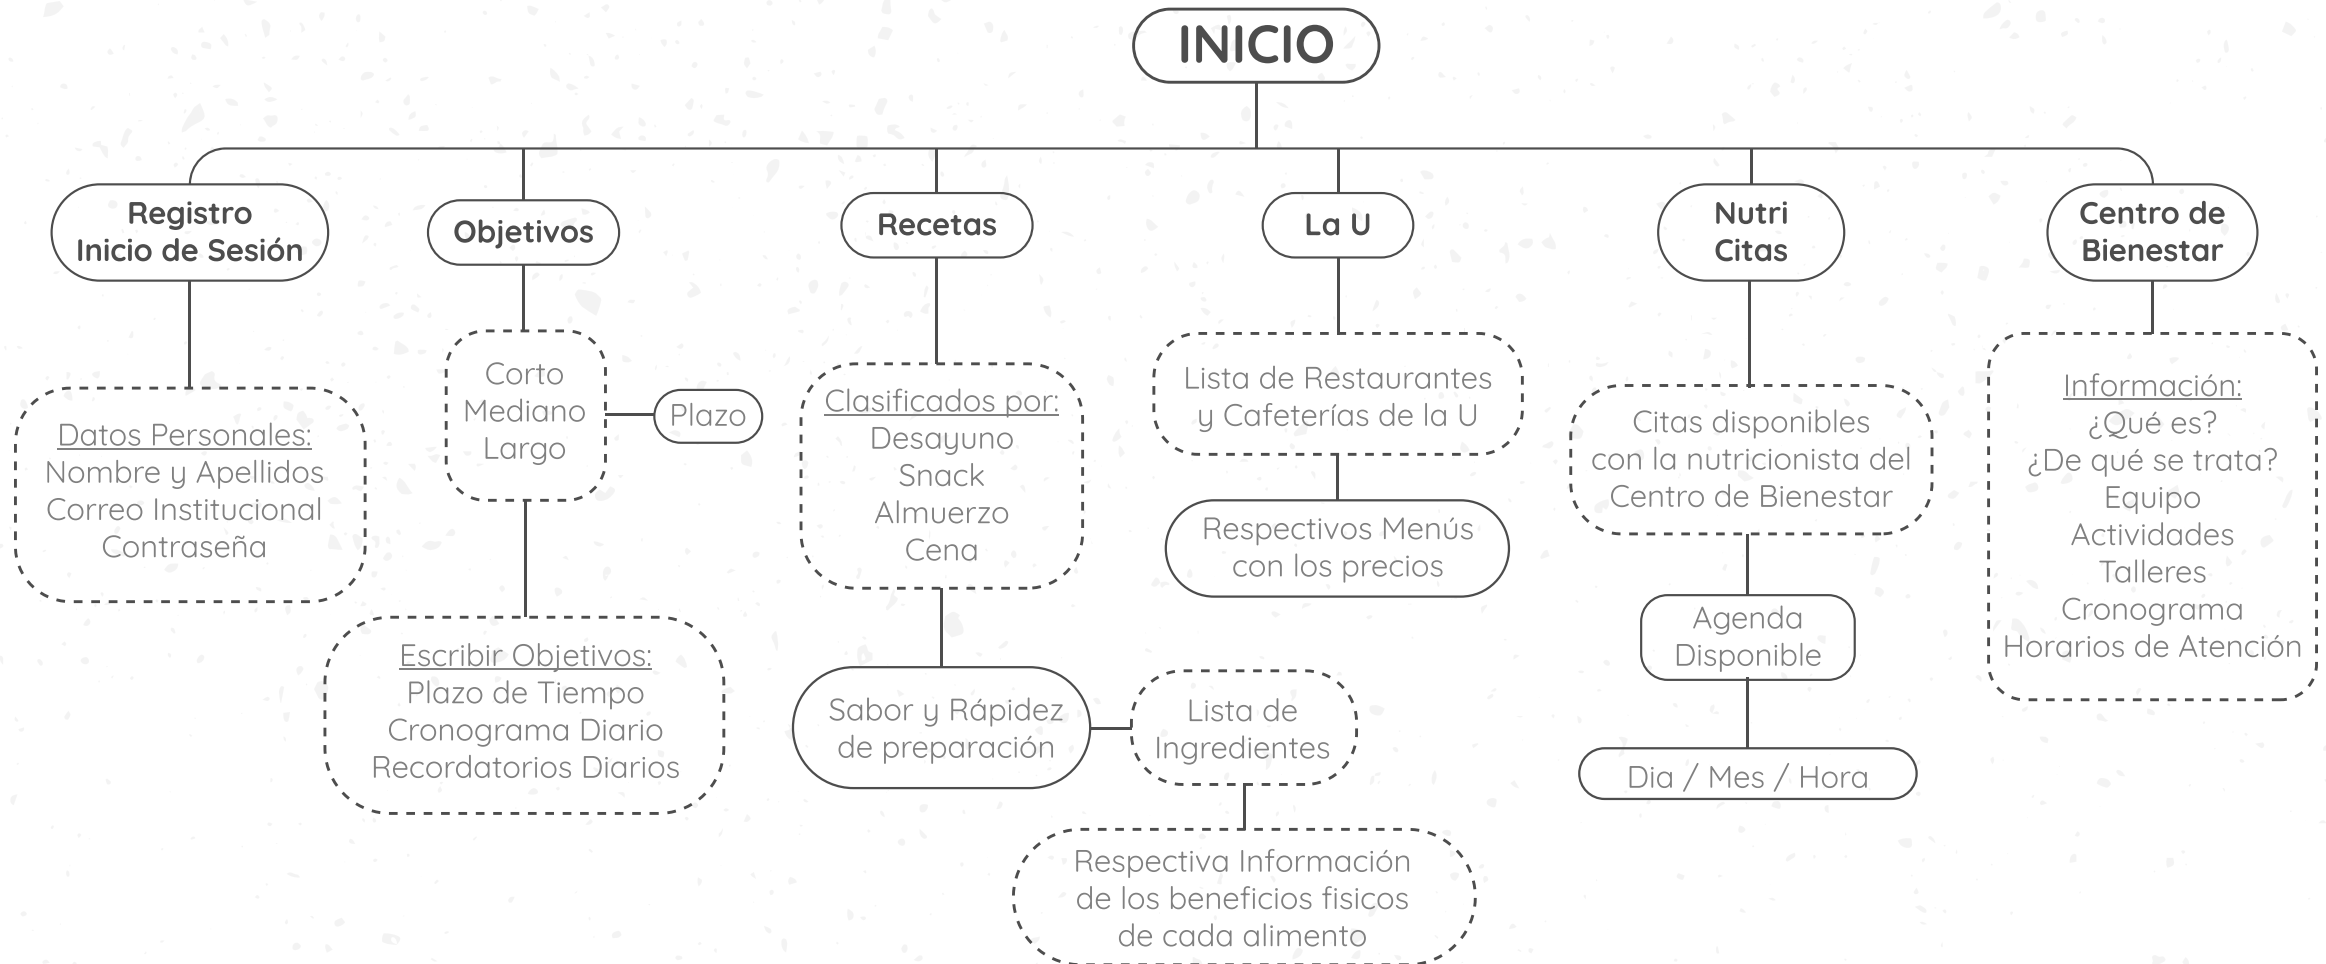 INICIO
Registro
Inicio de Sesión
Datos Personales:
Nombre y Apellidos
Correo Institucional
Contraseña
Objetivos
Corto
Mediano
Largo
Plazo
Escribir Objetivos:
Plazo de Tiempo
Cronograma Diario
Recordatorios Diarios
Recetas
Clasificados por:
Desayuno
Snack
Almuerzo
Cena
Sabor y Rápidez
de preparación
Lista de
Ingredientes
Respectiva Información
de los beneficios fisicos
de cada alimento
La U
Lista de Restaurantes
y Cafeterías de la U
Respectivos Menús
con los precios
Nutri
Citas
Citas disponibles
con la nutricionista del
Centro de Bienestar
Agenda
Disponible
Dia / Mes / Hora
Centro de
Bienestar
Información:
¿Qué es?
¿De qué se trata?
Equipo
Actividades
Talleres
Cronograma
Horarios de Atención